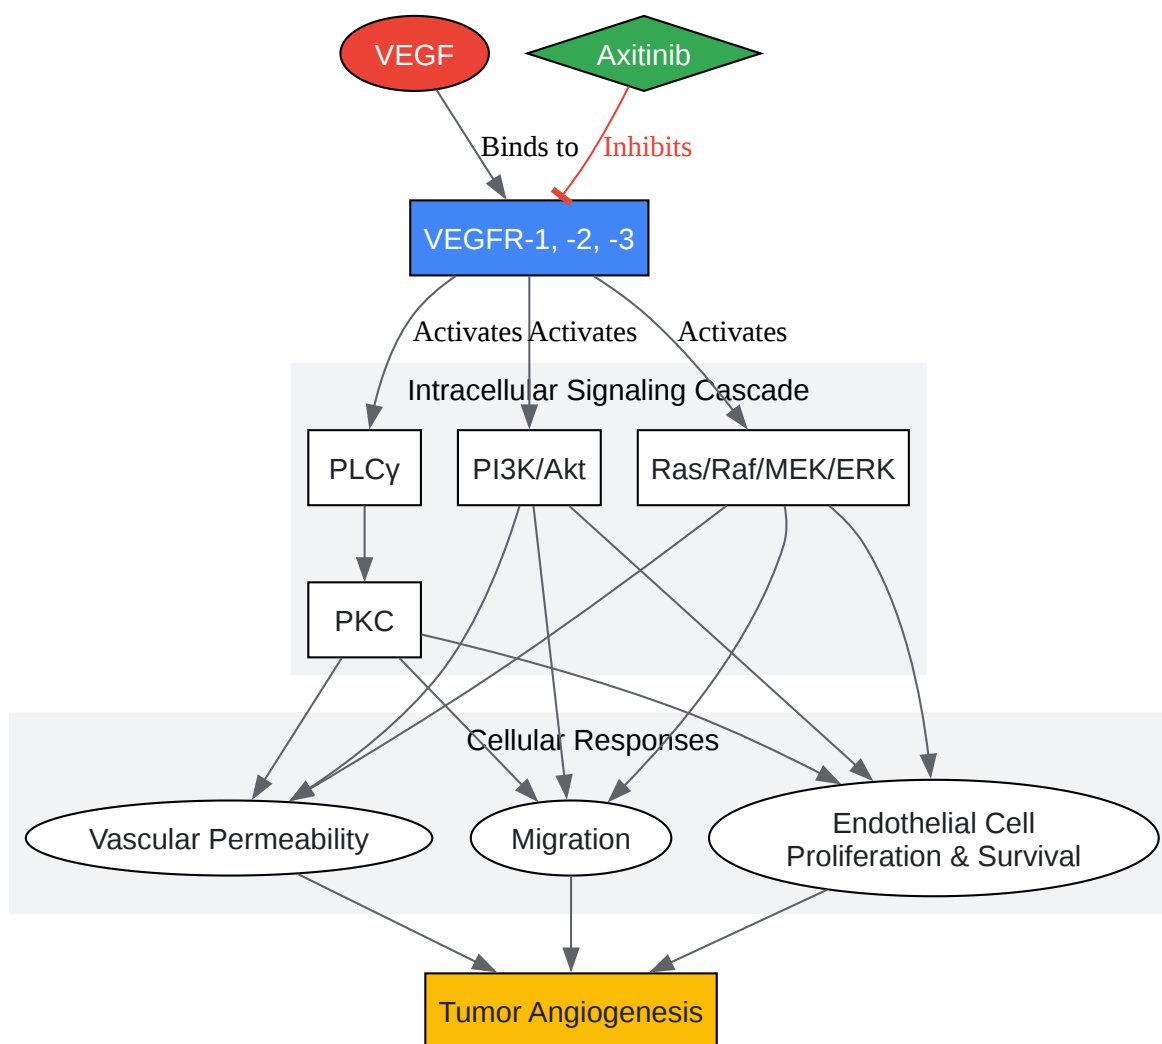 VEGF
Axitinib
Binds to
Inhibits
VEGFR-1, -2, -3
Activates
Activates
Activates
Intracellular Signaling Cascade
PLCγ
PI3K/Akt
Ras/Raf/MEK/ERK
PKC
Cellular Responses
Vascular Permeability
Migration
Endothelial Cell
Proliferation & Survival
Tumor Angiogenesis